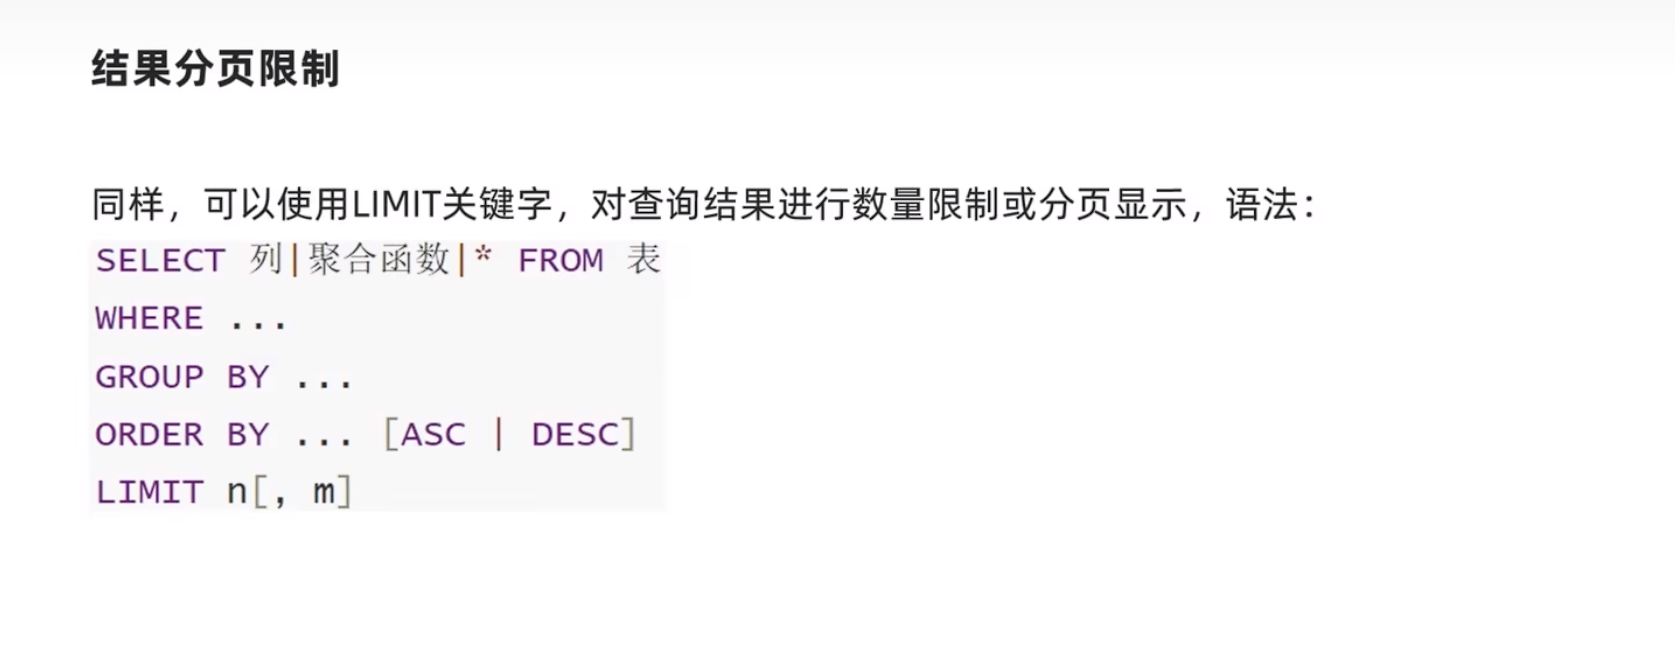 结果分页限制
同样，可以使用LIMIT关键字，对查询结果进行数量限制或分页显示，语法：
SELECT 列|聚合函数|* FROM 表
WHERE ...
GROUP BY ...
ORDER BY ... [ASC | DESC]
LIMIT n[, m]